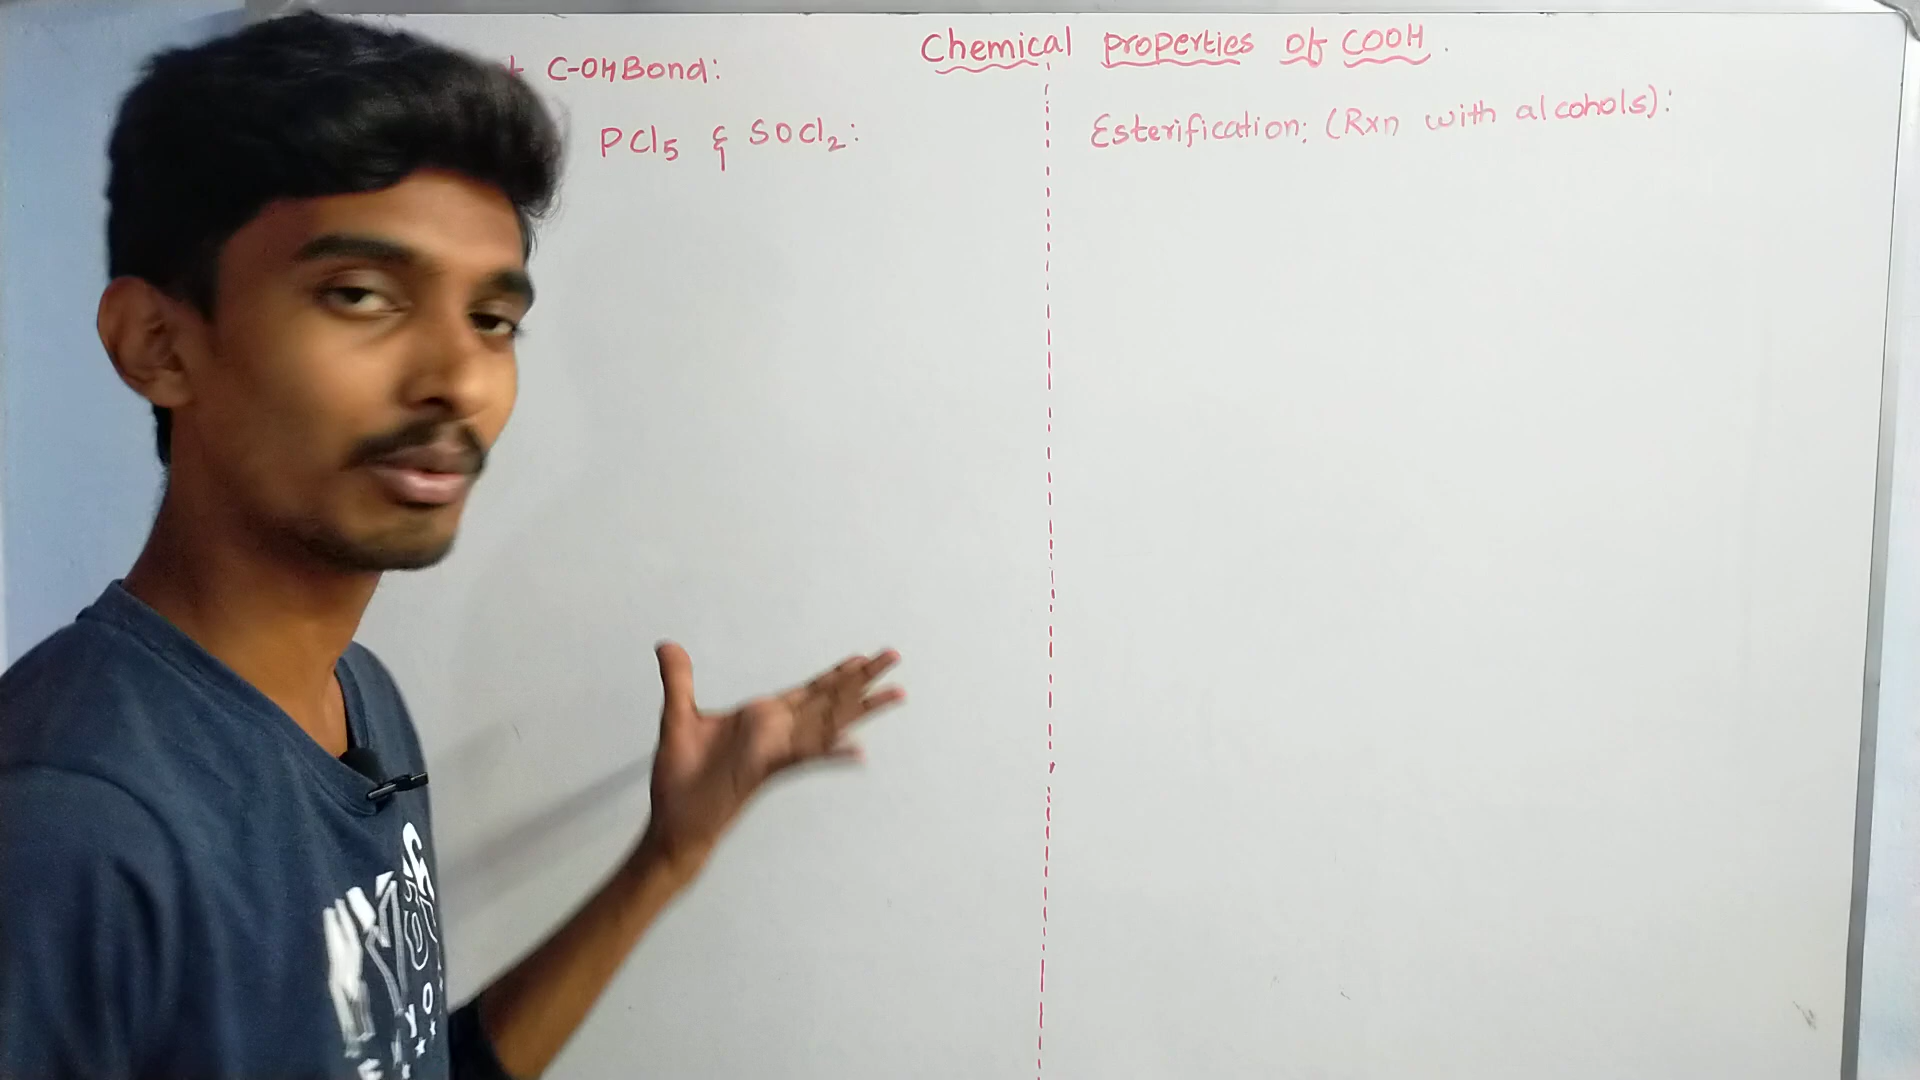 Chemical properties of COOH.
C-OH Bond:
PCl5 & SOCl2:
Esterification: (Rxn with alcohols):